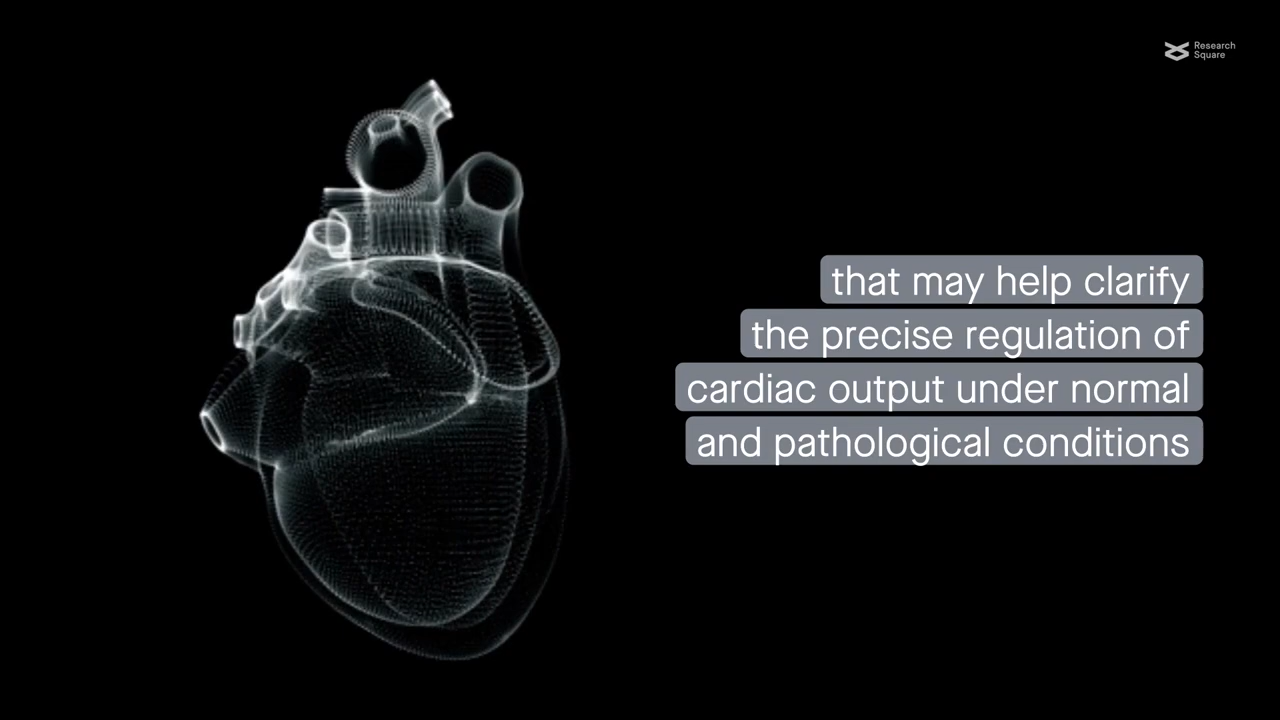 Research
Square
that may help clarify
the precise regulation of
cardiac output under normal
and pathological conditions